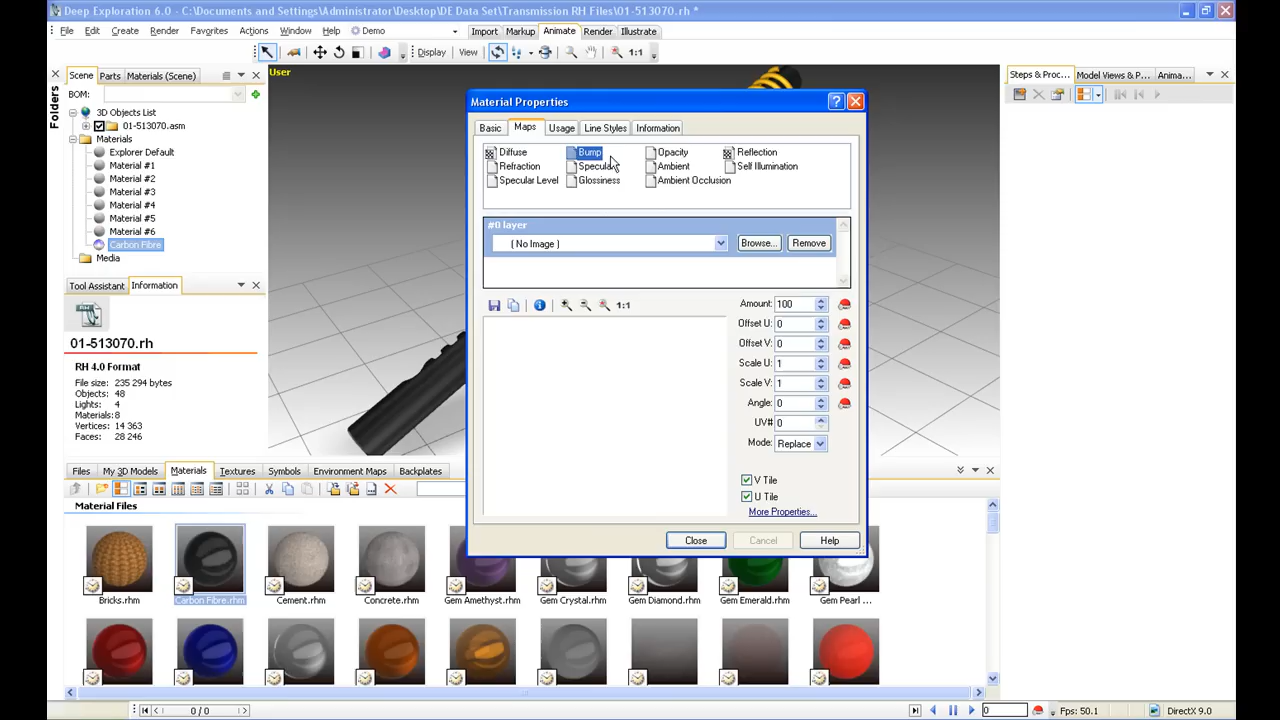 Deep Exploration 6.0 - C:\Documents and Settings\Administrator\Desktop\DE Data Set\Transmission RH Files\01-513070.rh *
File Edit Create Render Favorites Actions Window Help Demo Import Markup Animate Render Illustrate
Display View 1:1
Scene Parts Materials (Scene)
User
Steps & Proc... Model Views & P... Anima...
Folders
BOM:
3D Objects List
01-513070.asm
Materials
Explorer Default
Material #1
Material #2
Material #3
Material #4
Material #5
Material #6
Carbon Fibre
Media
Tool Assistant Information
01-513070.rh
RH 4.0 Format
File size: 235 294 bytes
Objects: 48
Lights: 4
Materials: 8
Vertices: 14 363
Faces: 28 246
Material Properties
Basic Maps Usage Line Styles Information
Diffuse Bump Opacity Reflection
Refraction Specular Ambient Self Illumination
Specular Level Glossiness Ambient Occlusion
#0 layer
( No Image ) Browse... Remove
1:1
Amount: 100
Offset U: 0
Offset V: 0
Scale U: 1
Scale V: 1
Angle: 0
UV# 0
Mode: Replace
V Tile
U Tile
More Properties...
Close Cancel Help
Files My 3D Models Materials Textures Symbols Environment Maps Backplates
Material Files
Bricks.rhm Carbon Fibre.rhm Cement.rhm Concrete.rhm Gem Amethyst.rhm Gem Crystal.rhm Gem Diamond.rhm Gem Emerald.rhm Gem Pearl ...
0 / 0 0 Fps: 50.1 DirectX 9.0